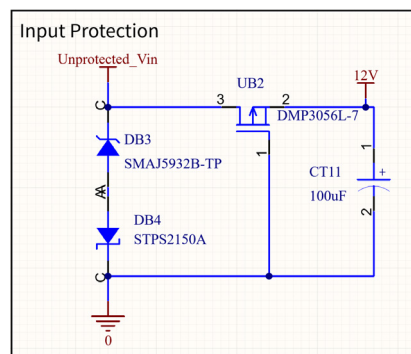 Input Protection
Unprotected_Vin
UB2
12V
C
3
2
DMP3056L-7
DB3
1
1
+
SMAJ5932B-TP
CT11
A
A
100uF
2
DB4
STPS2150A
C
0